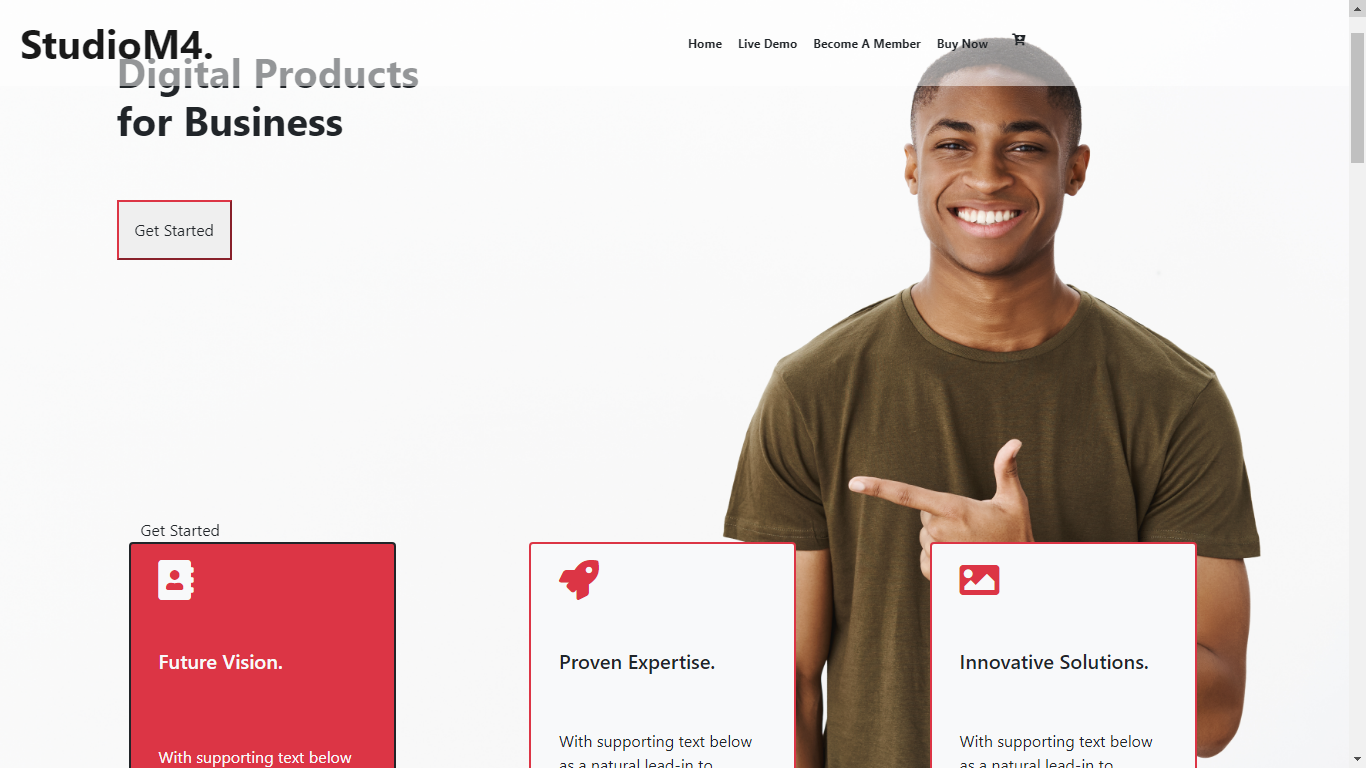 StudioM4.
Home Live Demo Become A Member Buy Now
Digital Products
for Business
Get Started
Get Started
Future Vision.
With supporting text below
Proven Expertise.
With supporting text below
as a natural lead-in to
Innovative Solutions.
With supporting text below
as a natural lead-in to